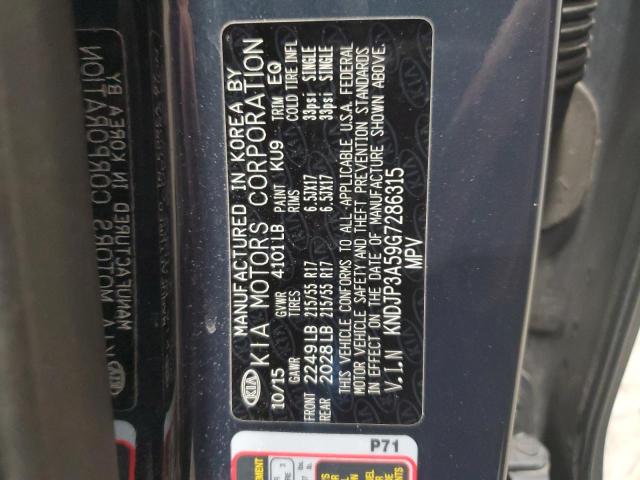 MANUFACTURED IN KOREA BY
KIA KIA MOTORS CORPORATION
10/15 GVWR 4101LB PAINT KU9 TRIM EQ
GAWR TIRES RIMS COLD TIRE INFL
FRONT 2249LB 215/55 R17 6.5JX17 33psi SINGLE
REAR 2028LB 215/55 R17 6.5JX17 33psi SINGLE
THIS VEHICLE CONFORMS TO ALL APPLICABLE U.S.A. FEDERAL
MOTOR VEHICLE SAFETY AND THEFT PREVENTION STANDARDS
IN EFFECT ON THE DATE OF MANUFACTURE SHOWN ABOVE.
V.I.N KNDJP3A59G7286315
MPV
P71